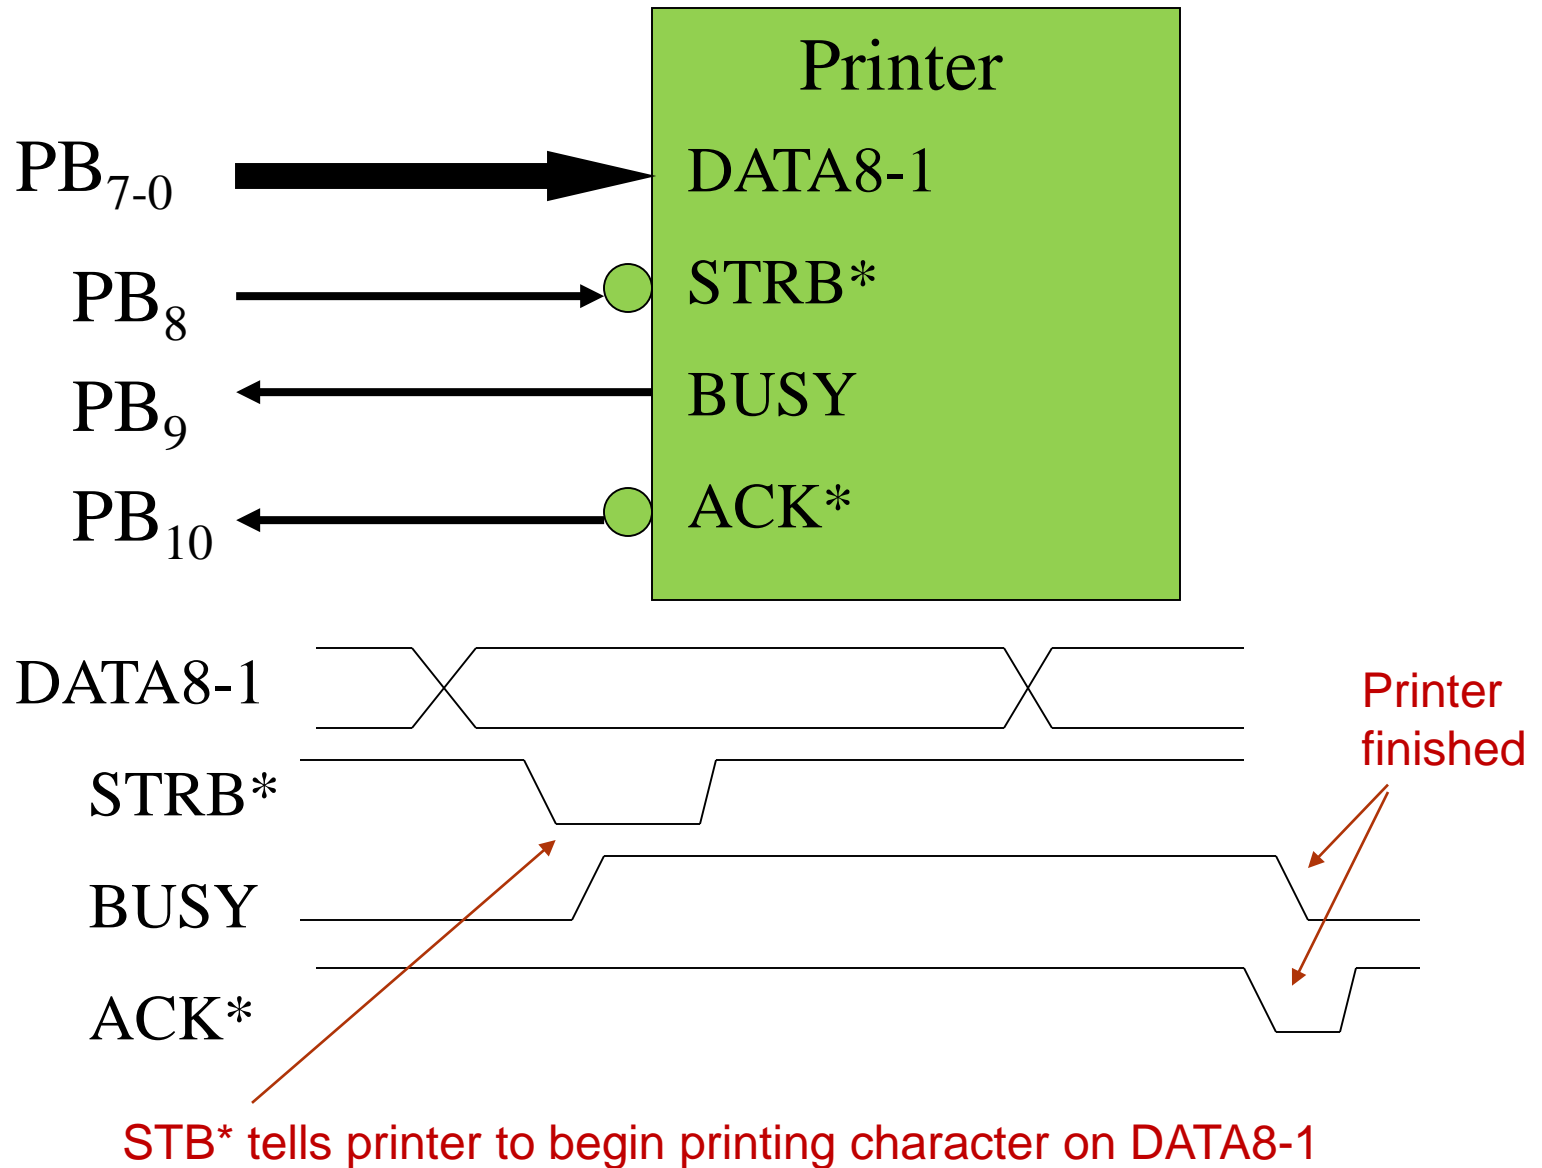 Printer
PB7-0 DATA8-1
PB8 STRB*
PB9 BUSY
PB10 ACK*
DATA8-1
Printer
finished
STRB*
BUSY
ACK*
STB* tells printer to begin printing character on DATA8-1